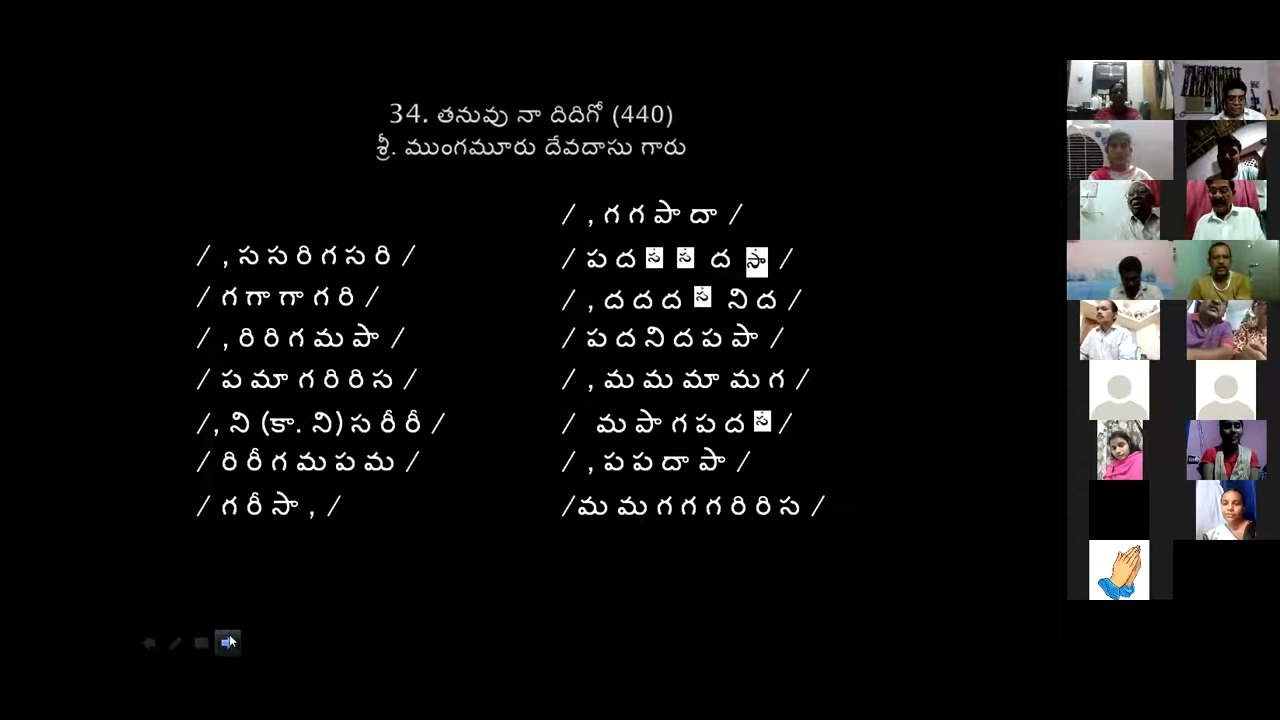 34. తనువు నా దిదిగో (440)
శ్రీ. ముంగమూరు దేవదాసు గారు
/ , స స రి గ స రి /
/ గ గా గా గ రి /
/ , రి రి గ మ పా /
/ ప మా గ రి రి స /
/, ని (కా. ని) స రీ రీ /
/ రి రీ గ మ ప మ /
/ గ రీ సా , /
/ , గ గ పా దా /
/ ప ద స̇ స̇ ద సా̇ /
/ , ద ద ద స̇ ని ద /
/ ప ద ని ద ప పా /
/ , మ మ మా మ గ /
/ మ పా గ ప ద స̇ /
/ , ప ప దా పా /
/మ మ గ గ గ రి రి స /